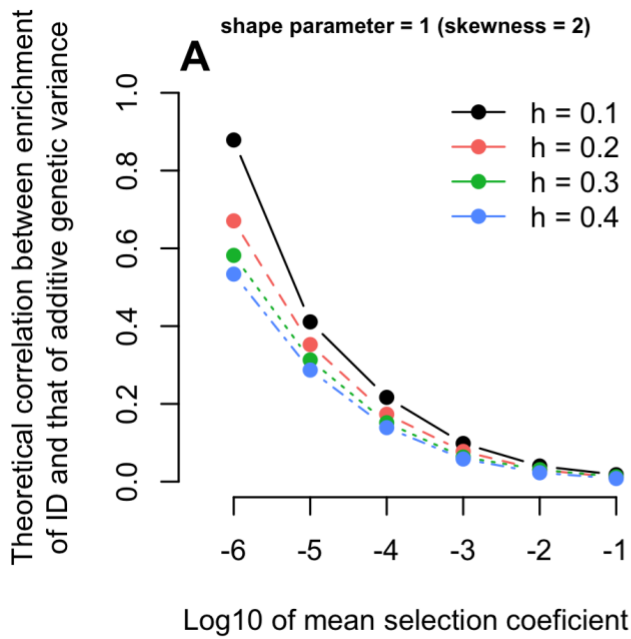 shape parameter = 1 (skewness = 2)
A
Theoretical correlation between enrichment
of ID and that of additive genetic variance
1.0
0.8
0.6
0.4
0.2
0.0
h = 0.1
h = 0.2
h = 0.3
h = 0.4
-6 -5 -4 -3 -2 -1
Log10 of mean selection coeficient